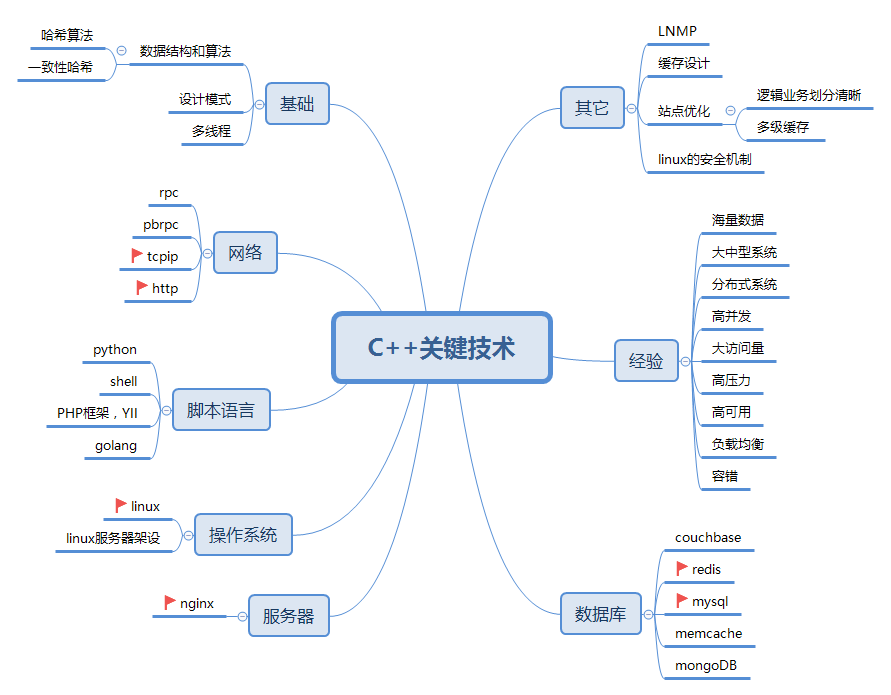 C++关键技术
基础
数据结构和算法
哈希算法
一致性哈希
设计模式
多线程
网络
rpc
pbrpc
tcpip
http
脚本语言
python
shell
PHP框架，YII
golang
操作系统
linux
linux服务器架设
服务器
nginx
其它
LNMP
缓存设计
站点优化
逻辑业务划分清晰
多级缓存
linux的安全机制
经验
海量数据
大中型系统
分布式系统
高并发
大访问量
高压力
高可用
负载均衡
容错
数据库
couchbase
redis
mysql
memcache
mongoDB